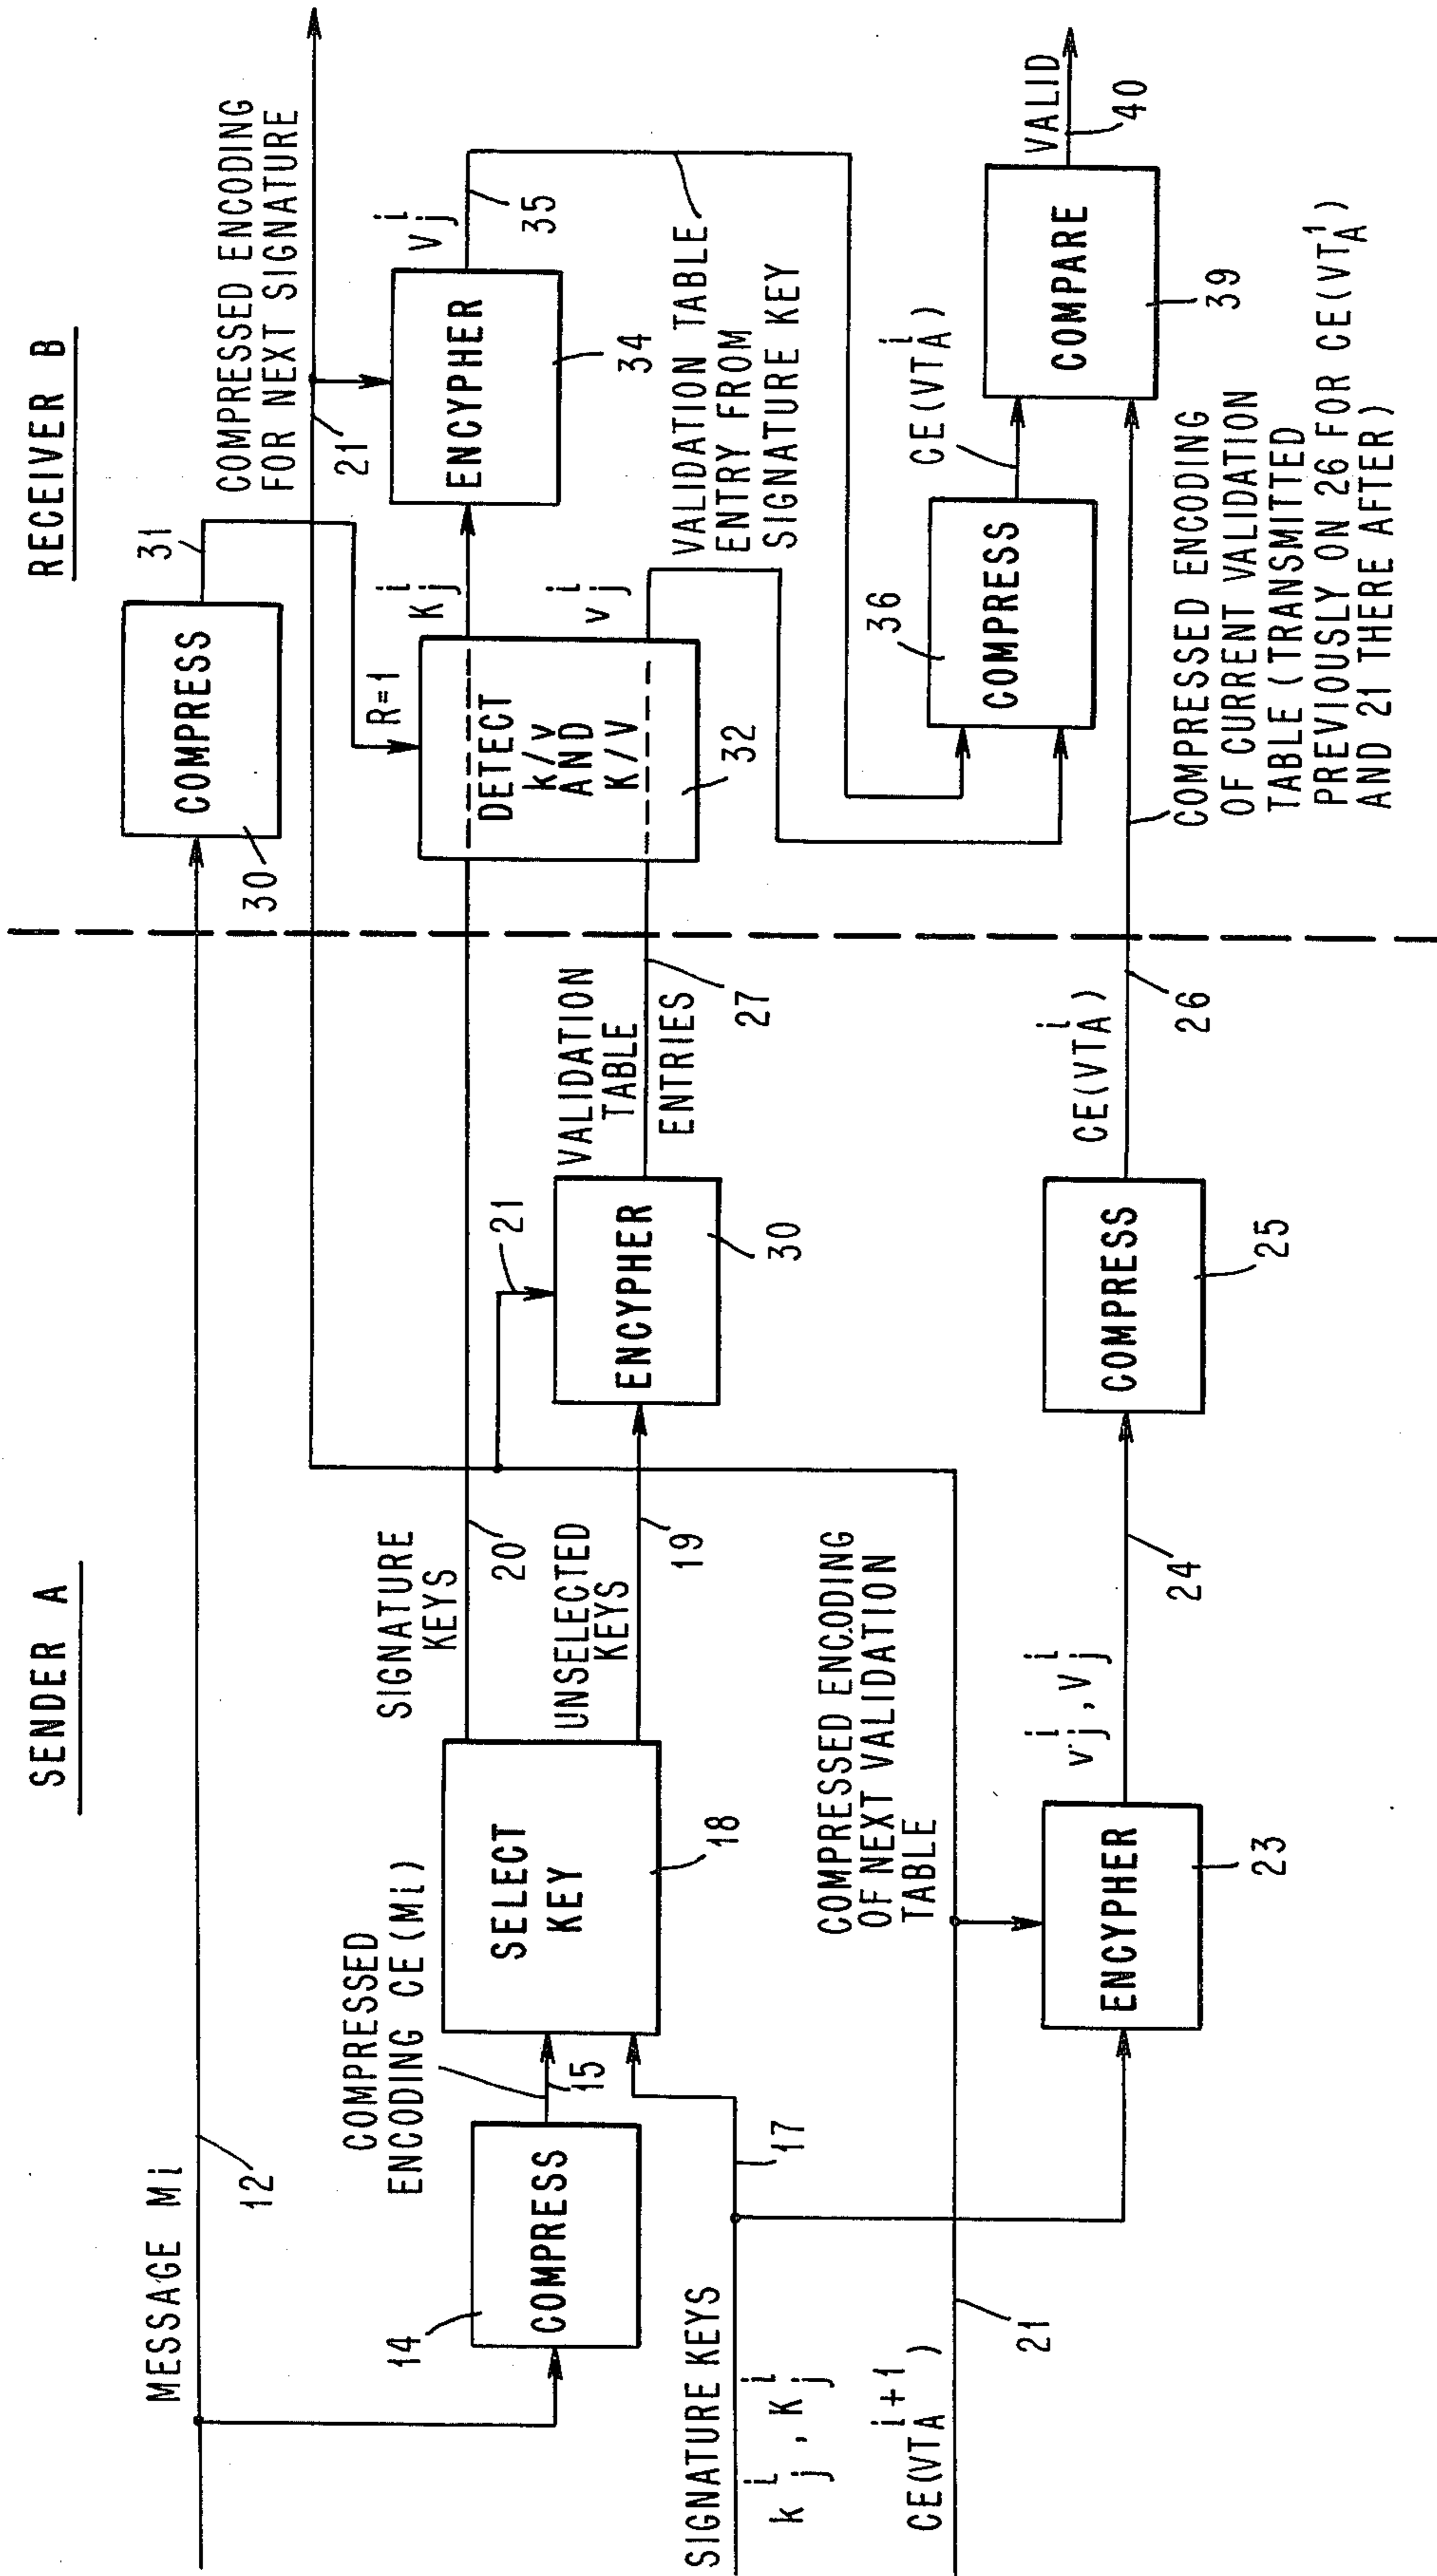 SENDER A
RECEIVER B
MESSAGE Mi
12
14
COMPRESS
COMPRESSED
ENCODING CE(Mi)
15
SELECT
KEY
18
SIGNATURE
KEYS
20
UNSELECTED
KEYS
19
SIGNATURE KEYS
k^i_j , K^i_j
17
CE(VT_A^{i+1})
21
COMPRESSED ENCODING
OF NEXT VALIDATION
TABLE
ENCYPHER
23
v^i_j , V^i_j
24
COMPRESS
25
CE(VT_A^i)
26
21
ENCYPHER
30
VALIDATION
TABLE
ENTRIES
27
COMPRESS
30
31
COMPRESSED ENCODING
FOR NEXT SIGNATURE
21
R=1
DETECT
k/v
AND
K/V
32
K^i_j
v^i_j
ENCYPHER
34
V^i_j
35
VALIDATION TABLE
ENTRY FROM
SIGNATURE KEY
36
COMPRESS
CE(VT_A^i)
COMPARE
39
VALID
40
COMPRESSED ENCODING
OF CURRENT VALIDATION
TABLE (TRANSMITTED
PREVIOUSLY ON 26 FOR CE(VT_A^1)
AND 21 THERE AFTER)